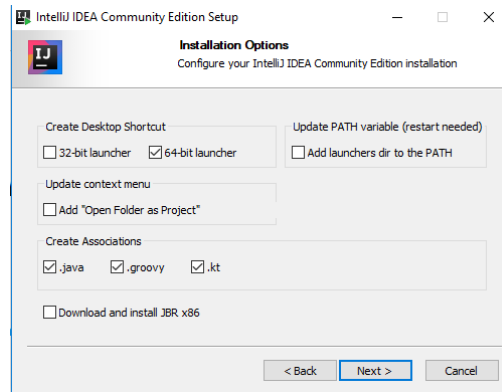 IntelliJ IDEA Community Edition Setup
IJ
Installation Options
Configure your IntelliJ IDEA Community Edition installation
Create Desktop Shortcut
32-bit launcher 64-bit launcher
Update PATH variable (restart needed)
Add launchers dir to the PATH
Update context menu
Add "Open Folder as Project"
Create Associations
.java .groovy .kt
Download and install JBR x86
< Back Next > Cancel